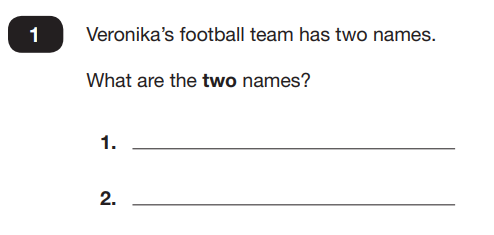 1 Veronika’s football team has two names.
What are the two names?
1.
2.